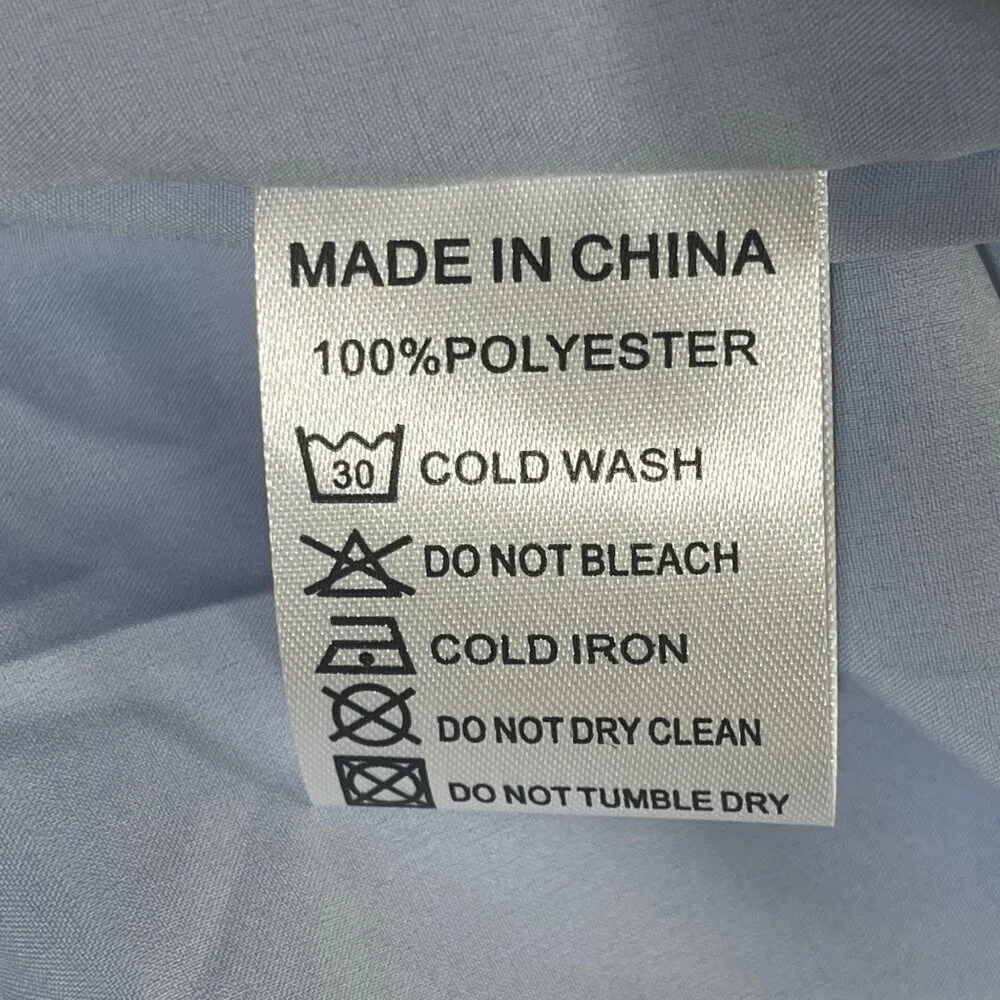 MADE IN CHINA
100%POLYESTER
30 COLD WASH
DO NOT BLEACH
COLD IRON
DO NOT DRY CLEAN
DO NOT TUMBLE DRY